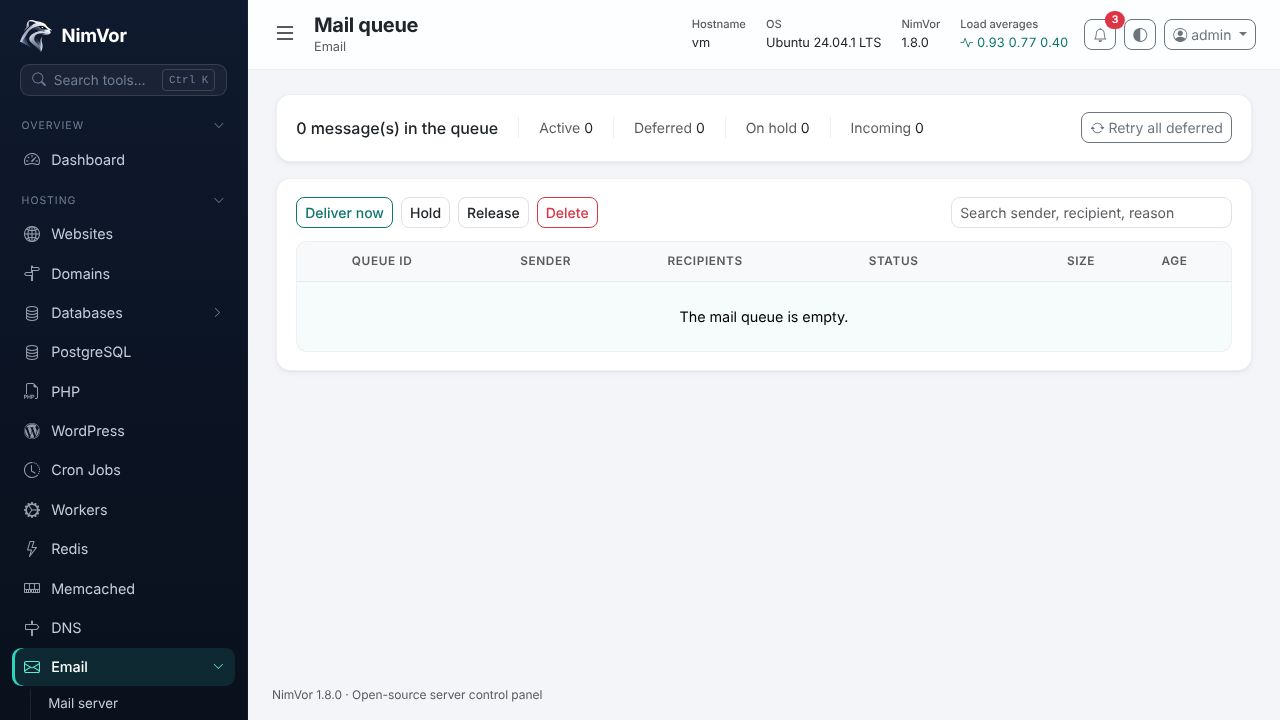 NimVor
Search tools...
Ctrl K
OVERVIEW
Dashboard
HOSTING
Websites
Domains
Databases
PostgreSQL
PHP
WordPress
Cron Jobs
Workers
Redis
Memcached
DNS
Email
Mail server
Mail queue
Email
Hostname
vm
OS
Ubuntu 24.04.1 LTS
NimVor
1.8.0
Load averages
0.93 0.77 0.40
3
admin
0 message(s) in the queue
Active 0
Deferred 0
On hold 0
Incoming 0
Retry all deferred
Deliver now
Hold
Release
Delete
Search sender, recipient, reason
QUEUE ID SENDER RECIPIENTS STATUS SIZE AGE
The mail queue is empty.
NimVor 1.8.0 · Open-source server control panel